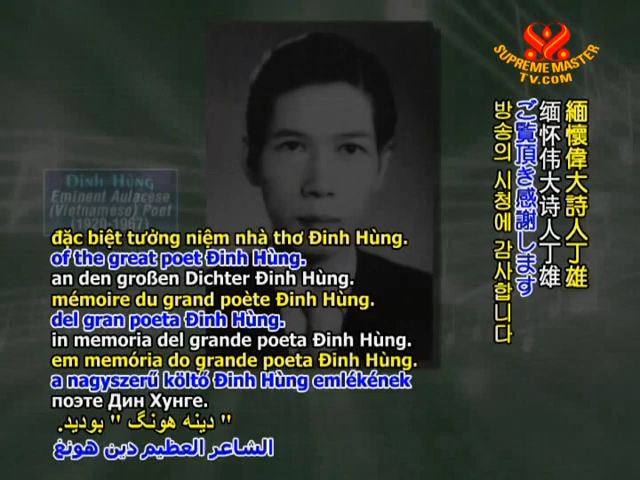 SUPREME MASTER
TV.COM
Đinh Hùng
Eminent Aulacese
(Vietnamese) Poet
(1920-1967)
đặc biệt tưởng niệm nhà thơ Đinh Hùng.
of the great poet Đinh Hùng.
an den großen Dichter Đinh Hùng.
mémoire du grand poète Đinh Hùng.
del gran poeta Đinh Hùng.
in memoria del grande poeta Đinh Hùng.
em memória do grande poeta Đinh Hùng.
a nagyszerű költő Đinh Hùng emlékének
поэте Дин Хунге.
" دینه هونگ " بودید.
الشاعر العظيم دين هونغ
緬懷偉大詩人丁雄
缅怀伟大诗人丁雄
ご覧頂き感謝します
방송의 시청에 감사합니다